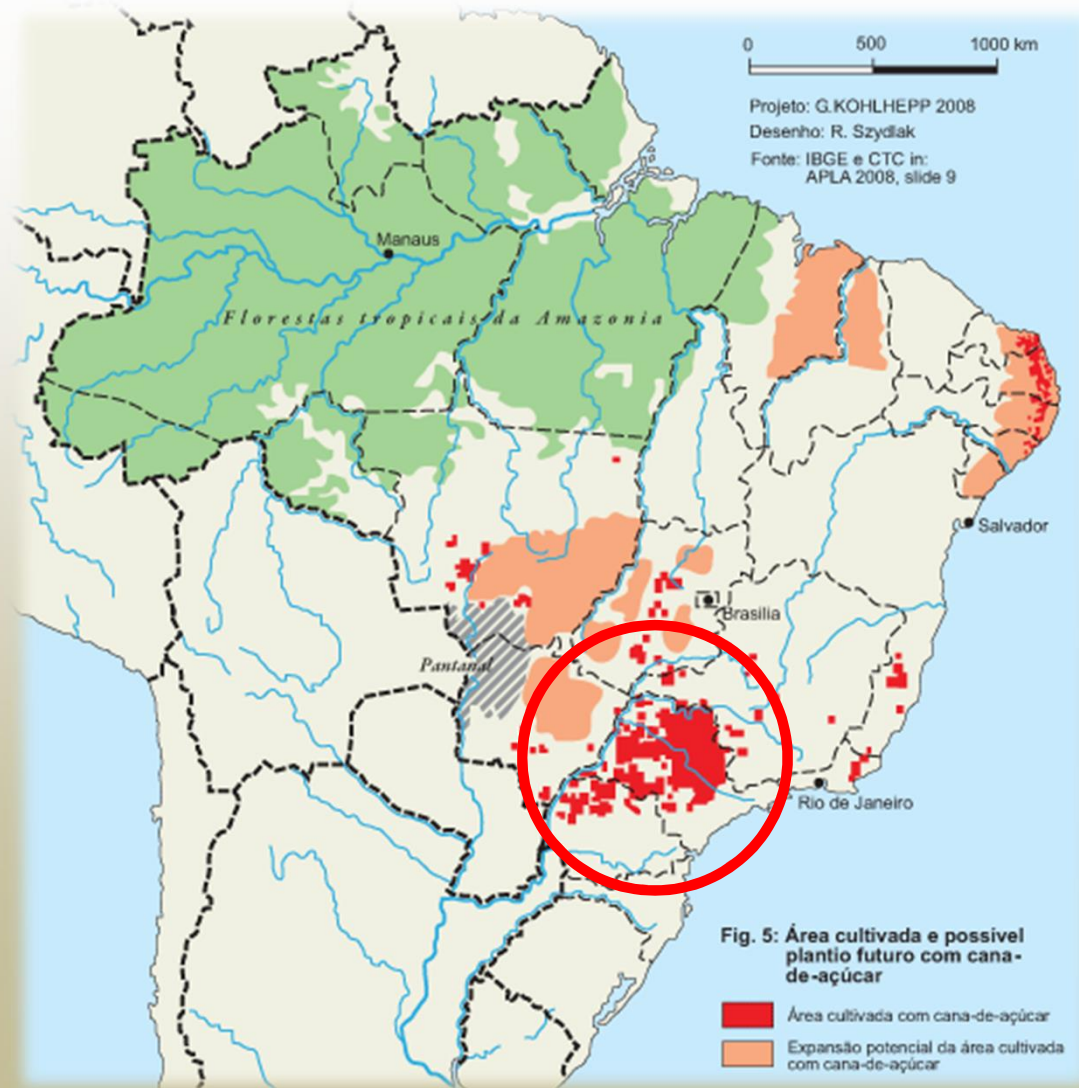 0 500 1000 km
Projeto: G.KOHLHEPP 2008
Desenho: R. Szydlak
Fonte: IBGE e CTC in:
APLA 2008, slide 9
Manaus
Florestas tropicais da Amazonia
Salvador
Brasilia
Pantanal
Rio de Janeiro
Fig. 5: Área cultivada e possivel
plantio futuro com cana-
de-açúcar
Área cultivada com cana-de-açúcar
Expansão potencial da área cultivada
com cana-de-açúcar